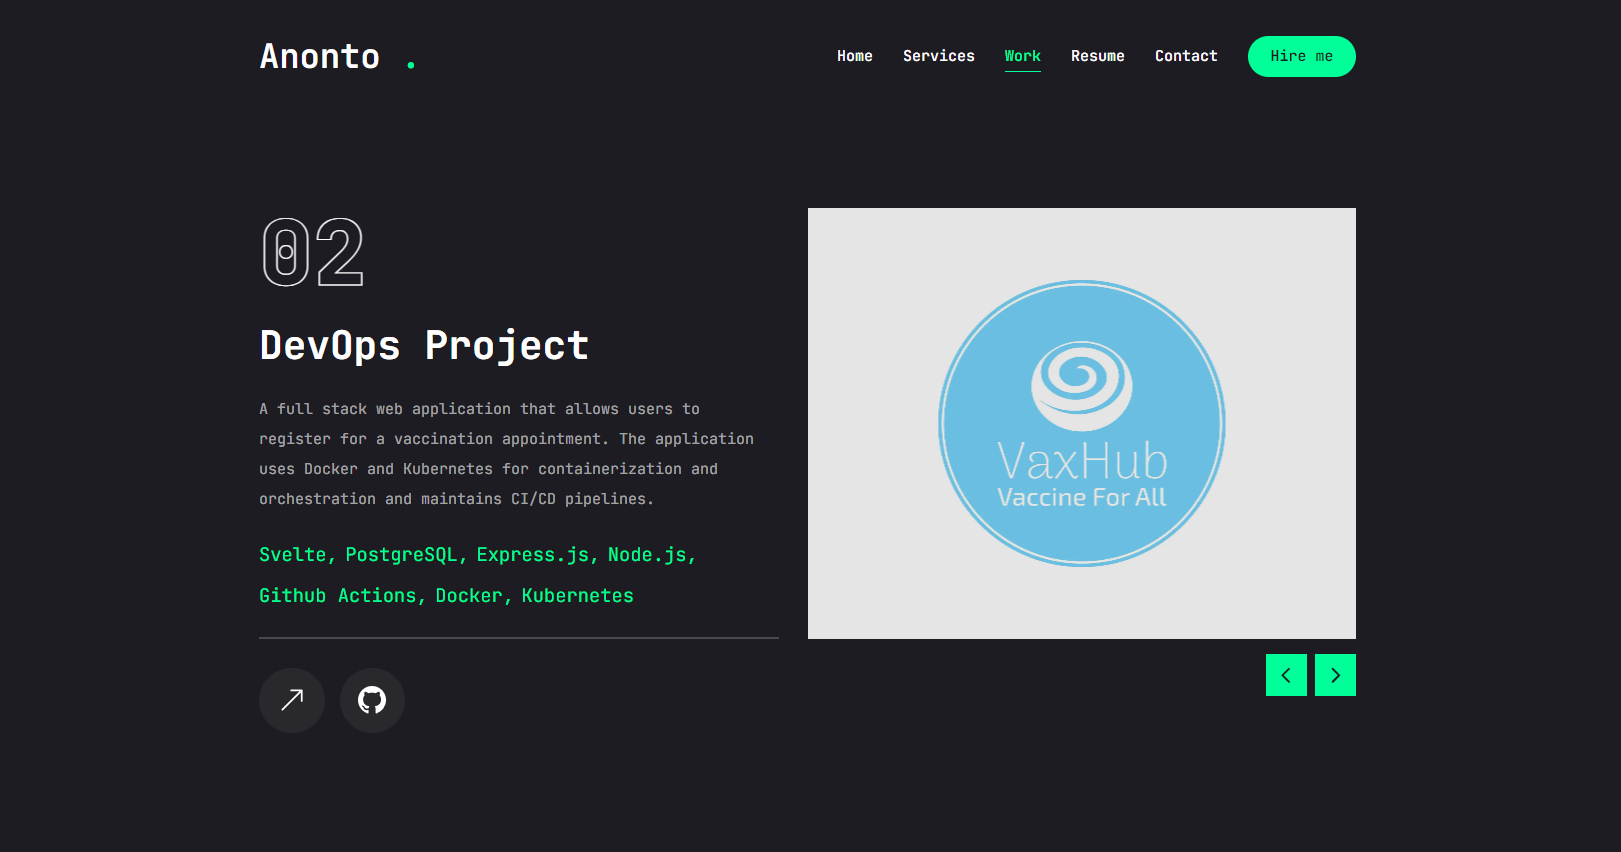 Anonto .
Home Services Work Resume Contact Hire me
02
DevOps Project
A full stack web application that allows users to
register for a vaccination appointment. The application
uses Docker and Kubernetes for containerization and
orchestration and maintains CI/CD pipelines.
Svelte, PostgreSQL, Express.js, Node.js,
Github Actions, Docker, Kubernetes
VaxHub
Vaccine For All